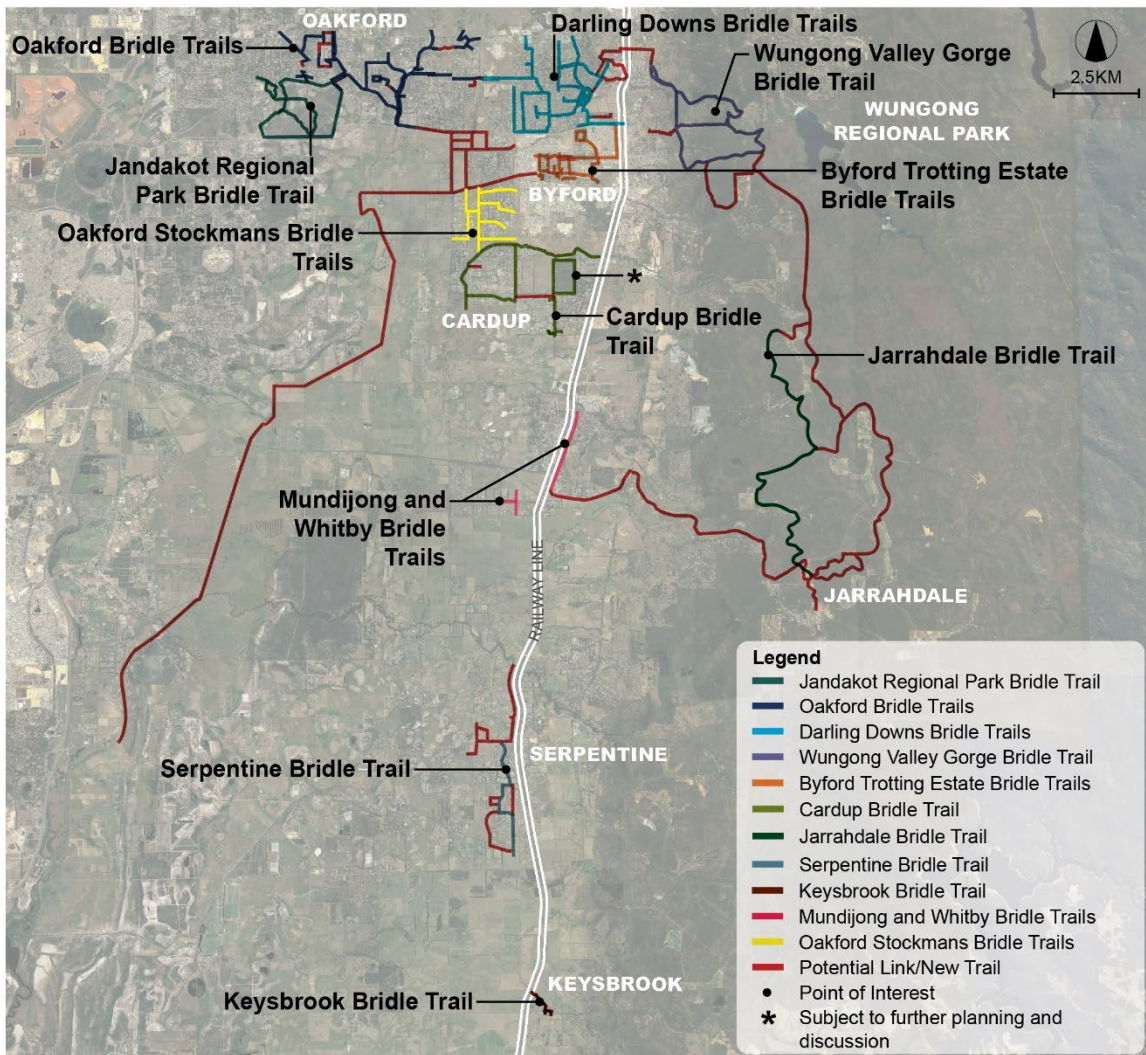 OAKFORD
Oakford Bridle Trails
Darling Downs Bridle Trails
Wungong Valley Gorge
Bridle Trail
2.5KM
WUNGONG
REGIONAL PARK
Jandakot Regional
Park Bridle Trail
Byford Trotting Estate
Bridle Trails
BYFORD
Oakford Stockmans Bridle
Trails
*
CARDUP
Cardup Bridle
Trail
Jarrahdale Bridle Trail
Mundijong and
Whitby Bridle
Trails
RAILWAY LINE
JARRAHDALE
Serpentine Bridle Trail
SERPENTINE
Keysbrook Bridle Trail
KEYSBROOK
Legend
Jandakot Regional Park Bridle Trail
Oakford Bridle Trails
Darling Downs Bridle Trails
Wungong Valley Gorge Bridle Trail
Byford Trotting Estate Bridle Trails
Cardup Bridle Trail
Jarrahdale Bridle Trail
Serpentine Bridle Trail
Keysbrook Bridle Trail
Mundijong and Whitby Bridle Trails
Oakford Stockmans Bridle Trails
Potential Link/New Trail
Point of Interest
* Subject to further planning and
discussion